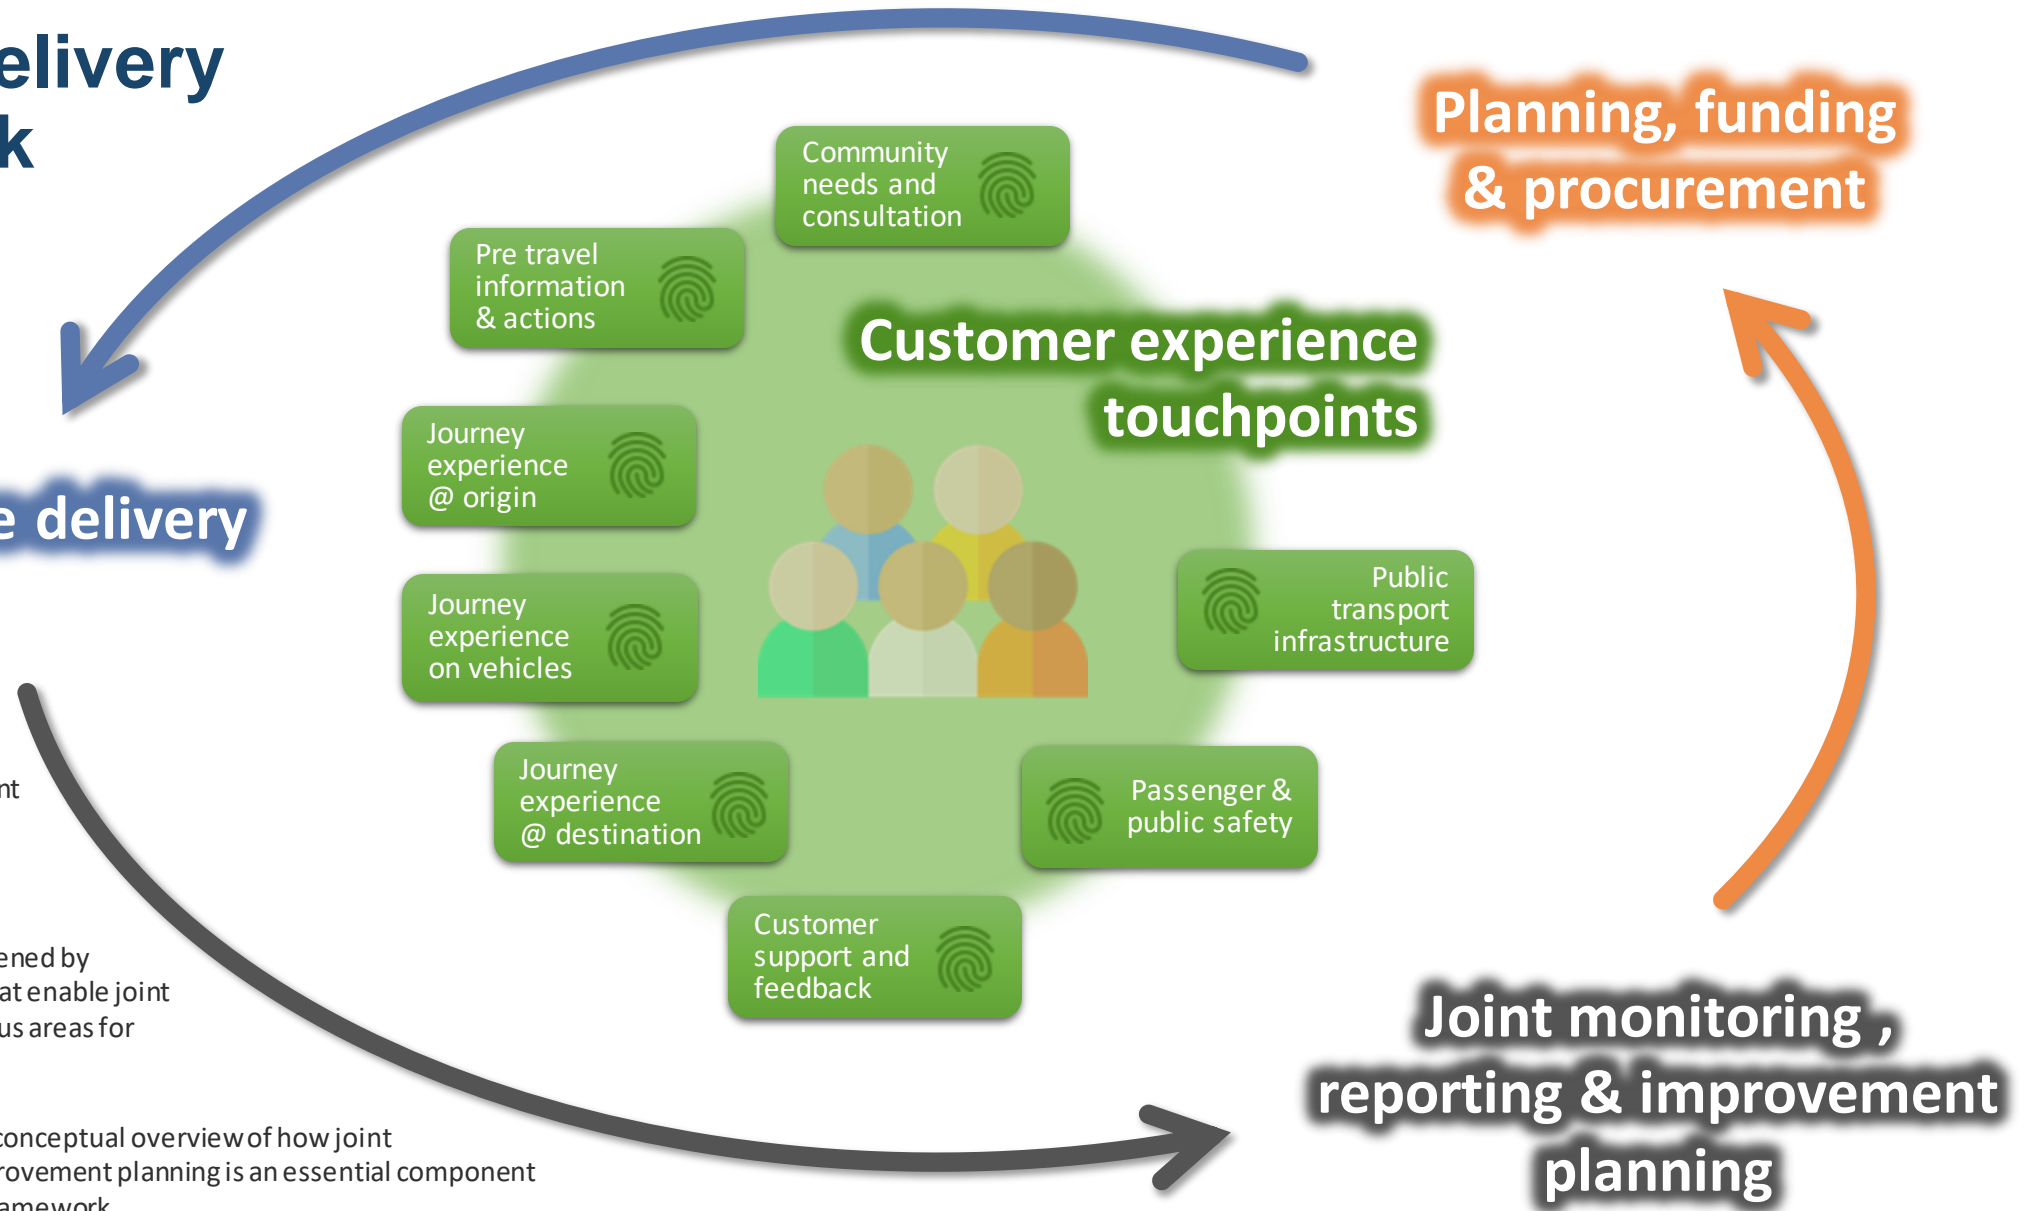 elivery
k
Planning, funding
& procurement
Community
needs and
consultation
Pre travel
information
& actions
Customer experience
touchpoints
Journey
experience
@ origin
e delivery
Journey
experience
on vehicles
Public
transport
infrastructure
Journey
experience
@ destination
Passenger &
public safety
nt
Customer
support and
feedback
ened by
at enable joint
us areas for
Joint monitoring ,
reporting & improvement
planning
conceptual overview of how joint
rovement planning is an essential component
amework